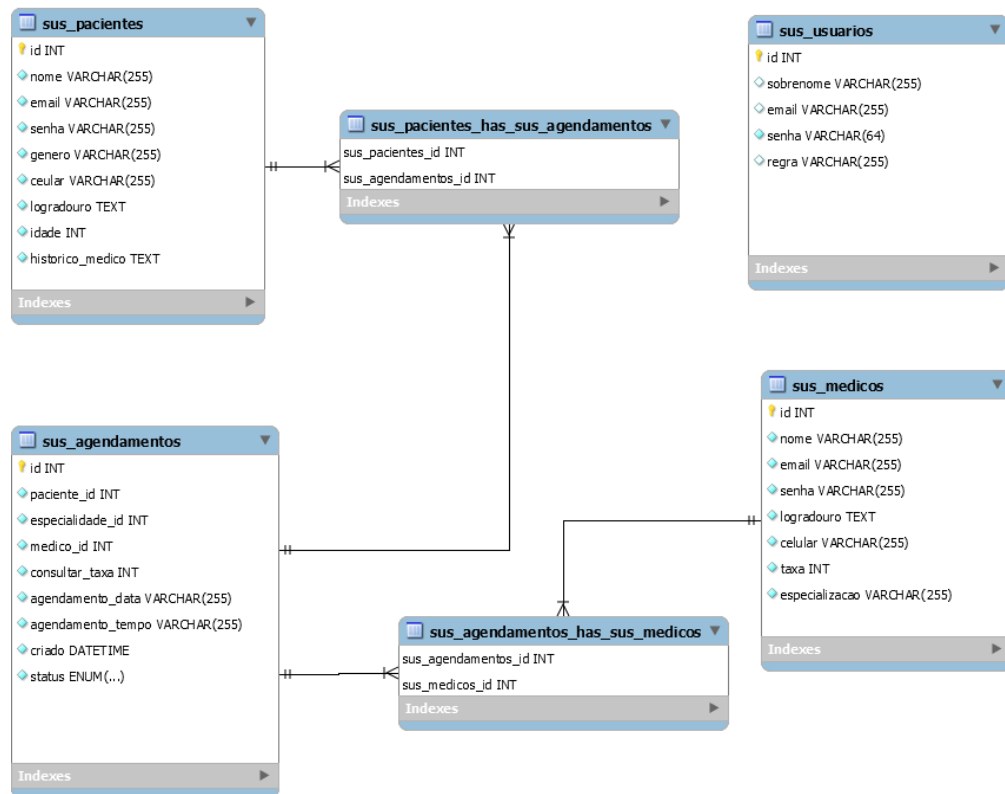 sus_pacientes
id INT
nome VARCHAR(255)
email VARCHAR(255)
senha VARCHAR(255)
genero VARCHAR(255)
ceular VARCHAR(255)
logradouro TEXT
idade INT
historico_medico TEXT
Indexes
sus_pacientes_has_sus_agendamentos
sus_pacientes_id INT
sus_agendamentos_id INT
Indexes
sus_usuarios
id INT
sobrenome VARCHAR(255)
email VARCHAR(255)
senha VARCHAR(64)
regra VARCHAR(255)
Indexes
sus_agendamentos
id INT
paciente_id INT
especialidade_id INT
medico_id INT
consultar_taxa INT
agendamento_data VARCHAR(255)
agendamento_tempo VARCHAR(255)
criado DATETIME
status ENUM(...)
Indexes
sus_agendamentos_has_sus_medicos
sus_agendamentos_id INT
sus_medicos_id INT
Indexes
sus_medicos
id INT
nome VARCHAR(255)
email VARCHAR(255)
senha VARCHAR(255)
logradouro TEXT
celular VARCHAR(255)
taxa INT
especializacao VARCHAR(255)
Indexes